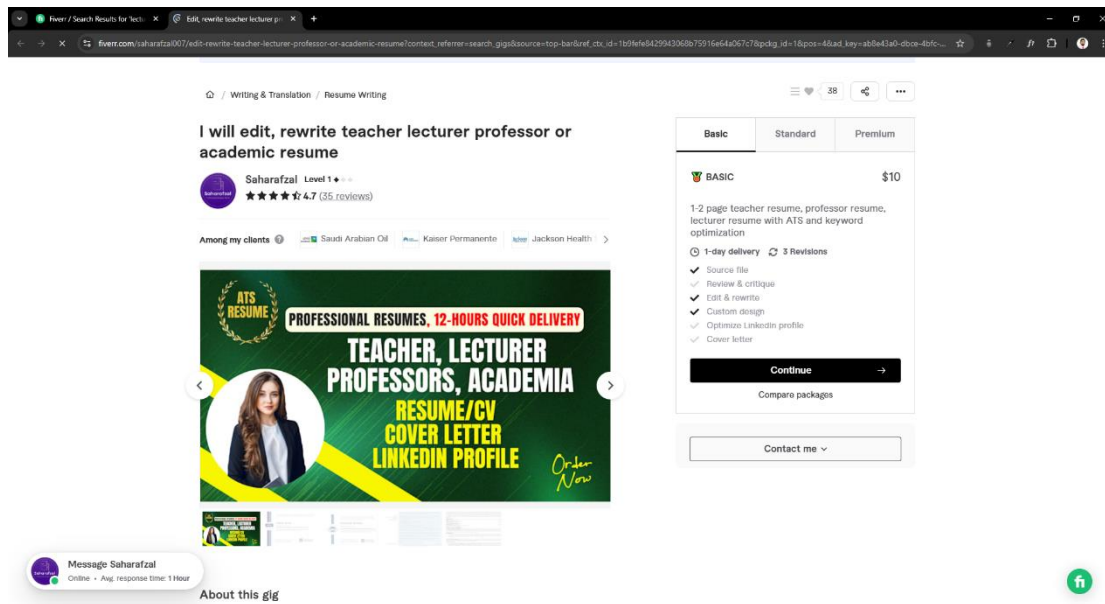 Fiverr / Search Results for 'lectu
Edit, rewrite teacher lecturer pro
fiverr.com/saharafzal007/edit-rewrite-teacher-lecturer-professor-or-academic-resume?context_referrer=search_gigs&source=top-bar&ref_ctx_id=1b9fefe8429943068b75916e64a067c7&pckg_id=1&pos=4&ad_key=ab8e43a0-dbce-4bfc-...
/ Writing & Translation / Resume Writing
38
I will edit, rewrite teacher lecturer professor or
academic resume
Saharafzal Level 1
4.7 (35 reviews)
Among my clients Saudi Arabian Oil Kaiser Permanente Jackson Health
ATS
RESUME
PROFESSIONAL RESUMES, 12-HOURS QUICK DELIVERY
TEACHER, LECTURER
PROFESSORS, ACADEMIA
RESUME/CV
COVER LETTER
LINKEDIN PROFILE
Order
Now
Basic Standard Premium
BASIC $10
1-2 page teacher resume, professor resume,
lecturer resume with ATS and keyword
optimization
1-day delivery 3 Revisions
Source file
Review & critique
Edit & rewrite
Custom design
Optimize LinkedIn profile
Cover letter
Continue →
Compare packages
Contact me
Message Saharafzal
Online • Avg. response time: 1 Hour
About this gig
fi